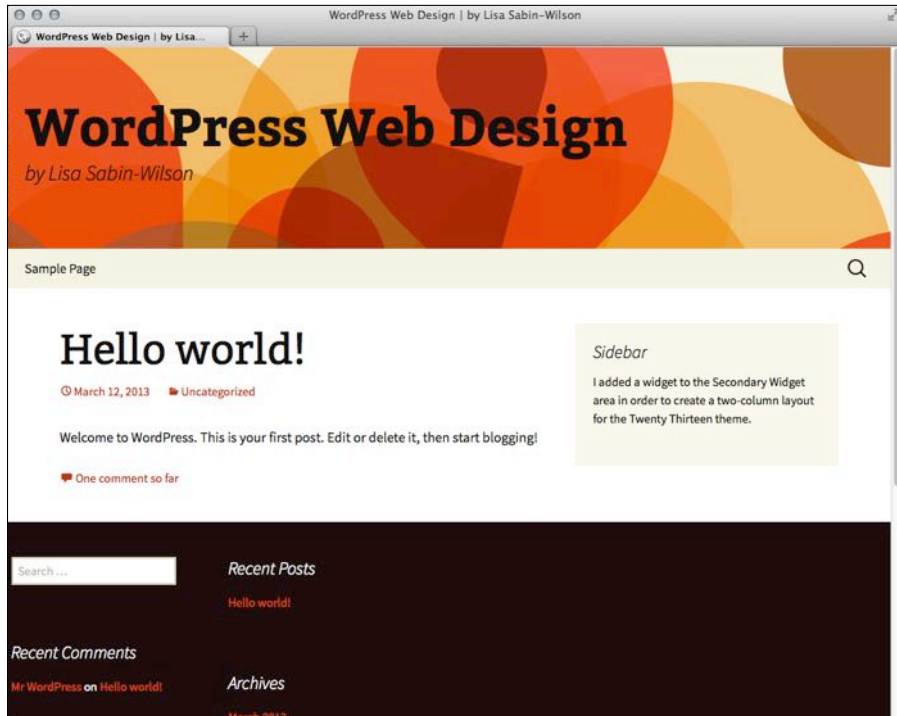 WordPress Web Design | by Lisa Sabin-Wilson
WordPress Web Design | by Lisa...
WordPress Web Design
by Lisa Sabin-Wilson
Sample Page
Hello world!
March 12, 2013 Uncategorized
Welcome to WordPress. This is your first post. Edit or delete it, then start blogging!
One comment so far
Sidebar
I added a widget to the Secondary Widget
area in order to create a two-column layout
for the Twenty Thirteen theme.
Search ...
Recent Comments
Mr WordPress on Hello world!
Recent Posts
Hello world!
Archives
March 2013